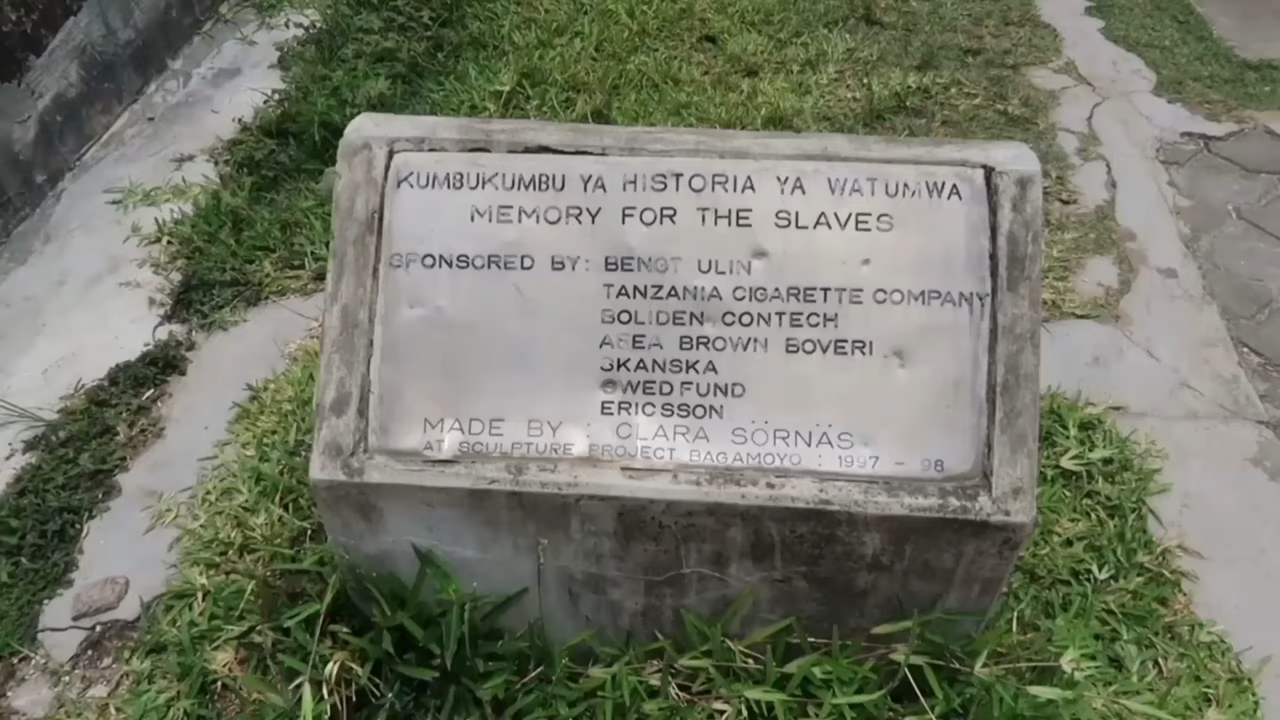 KUMBUKUMBU YA HISTORIA YA WATUMWA
MEMORY FOR THE SLAVES
SPONSORED BY: BENGT ULIN
TANZANIA CIGARETTE COMPANY
BOLIDEN CONTECH
ASEA BROWN BOVERI
SKANSKA
SWEDFUND
ERICSSON
MADE BY : CLARA SÖRNÄS
AT SCULPTURE PROJECT BAGAMOYO : 1997 - 98